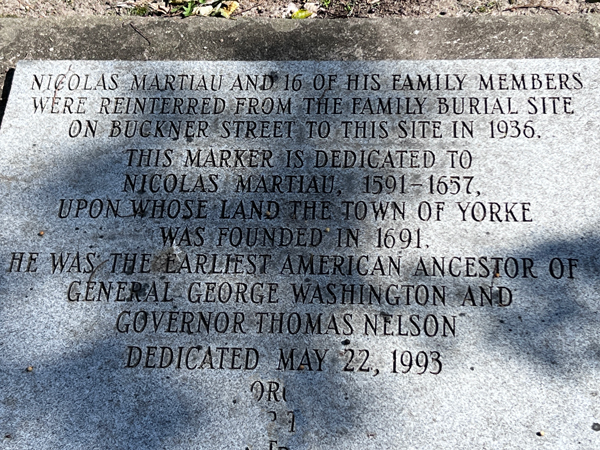 NICOLAS MARTIAU AND 16 OF HIS FAMILY MEMBERS
WERE REINTERRED FROM THE FAMILY BURIAL SITE
ON BUCKNER STREET TO THIS SITE IN 1936.
THIS MARKER IS DEDICATED TO
NICOLAS MARTIAU, 1591-1657,
UPON WHOSE LAND THE TOWN OF YORKE
WAS FOUNDED IN 1691.
HE WAS THE EARLIEST AMERICAN ANCESTOR OF
GENERAL GEORGE WASHINGTON AND
GOVERNOR THOMAS NELSON
DEDICATED MAY 22, 1993